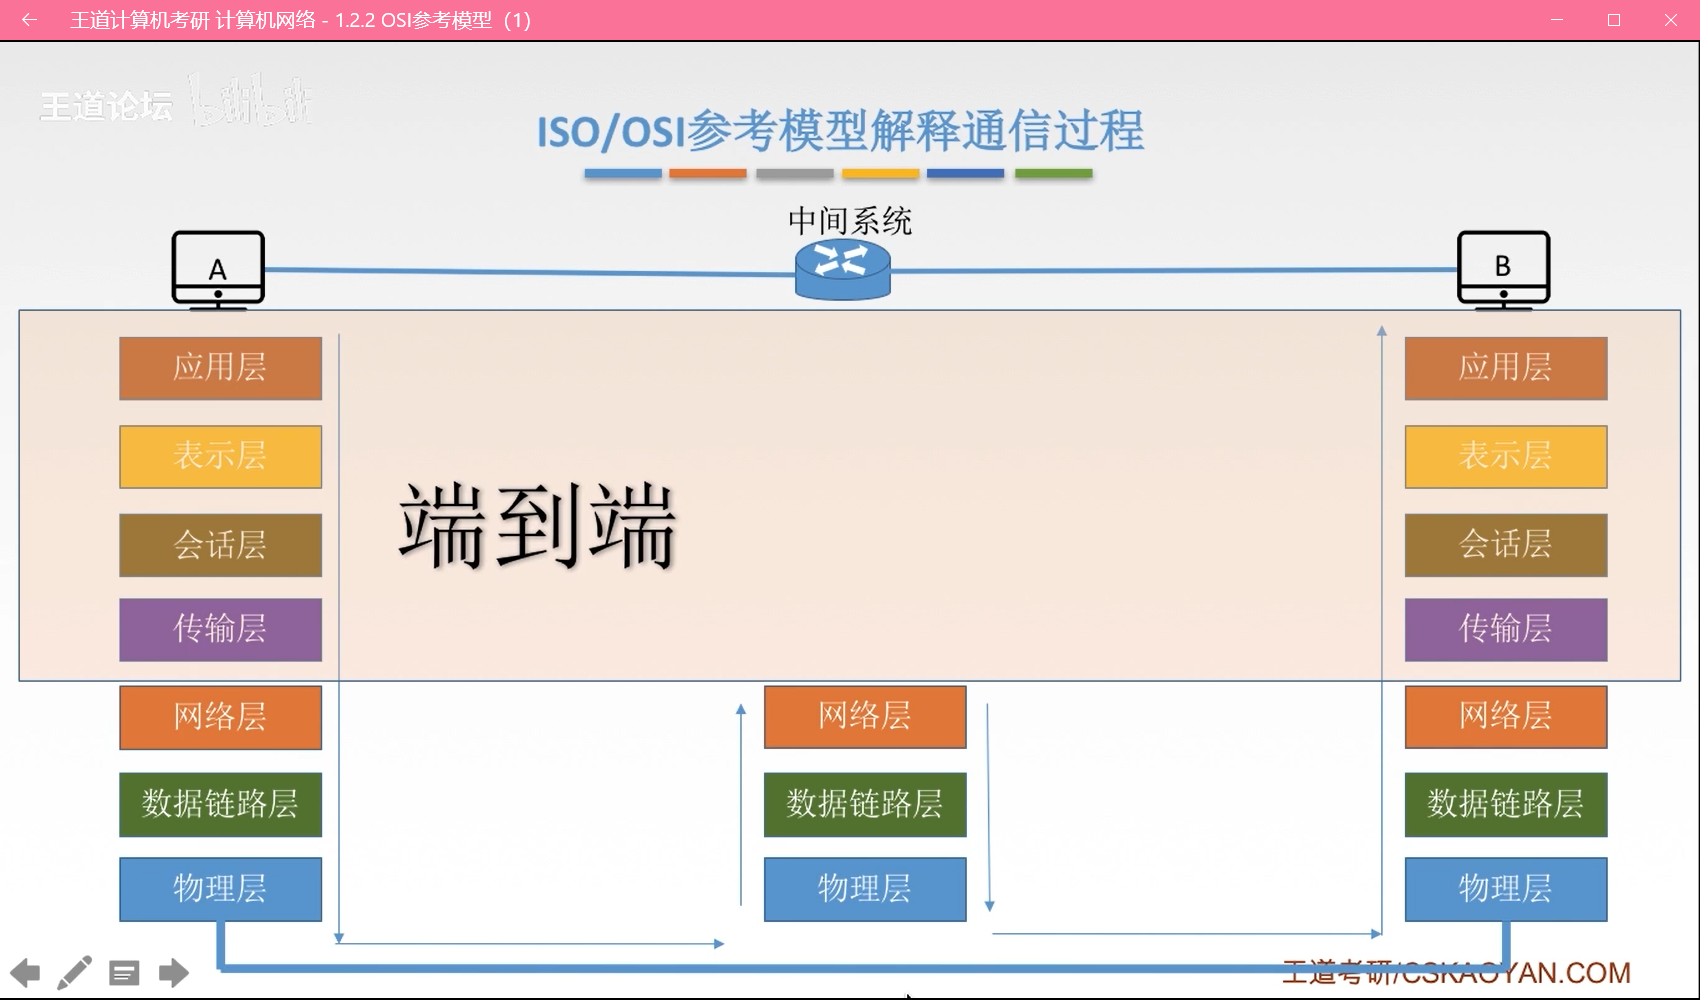 王道计算机考研 计算机网络 - 1.2.2 OSI参考模型（1）
王道论坛 bilibili
ISO/OSI参考模型解释通信过程
中间系统
A
B
应用层
应用层
表示层
表示层
端到端
会话层
会话层
传输层
传输层
网络层
网络层
网络层
数据链路层
数据链路层
数据链路层
物理层
物理层
物理层
王道考研/CSKAOYAN.COM